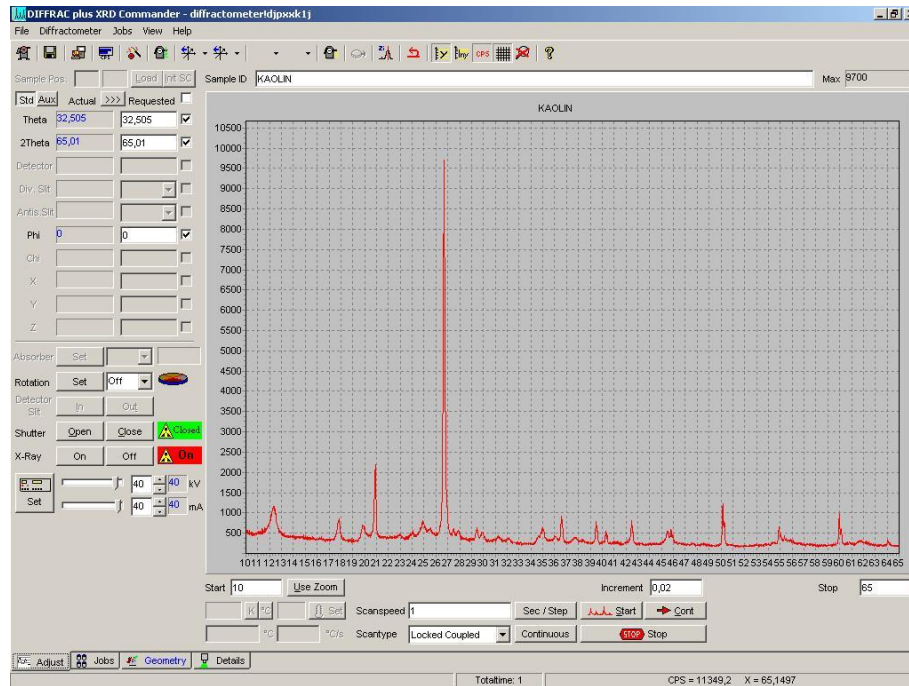 DIFFRAC plus XRD Commander - diffractometer!djpxxk1j
File Diffractometer Jobs View Help
CPS ?
Sample Pos. Load Init SC Sample ID KAOLIN Max 9700
Std Aux Actual >>> Requested
Theta 32,505 32,505
2Theta 65,01 65,01
Detector
Div. Slit
Antis.Slit
Phi 0 0
Chi
X
Y
Z
Absorber Set
Rotation Set Off
Detector Slit In Out
Shutter Open Close Closed
X-Ray On Off On
40 40 kV
Set 40 40 mA
KAOLIN
10500
10000
9500
9000
8500
8000
7500
7000
6500
6000
5500
5000
4500
4000
3500
3000
2500
2000
1500
1000
500
10 11 12 13 14 15 16 17 18 19 20 21 22 23 24 25 26 27 28 29 30 31 32 33 34 35 36 37 38 39 40 41 42 43 44 45 46 47 48 49 50 51 52 53 54 55 56 57 58 59 60 61 62 63 64 65
Start 10 Use Zoom Increment 0,02 Stop 65
K °C Set Scanspeed 1 Sec / Step Start Cont
°C °C/s Scantype Locked Coupled Continuous STOP Stop
Adjust Jobs Geometry Details
Totaltime: 1 CPS = 11349,2 X = 65,1497